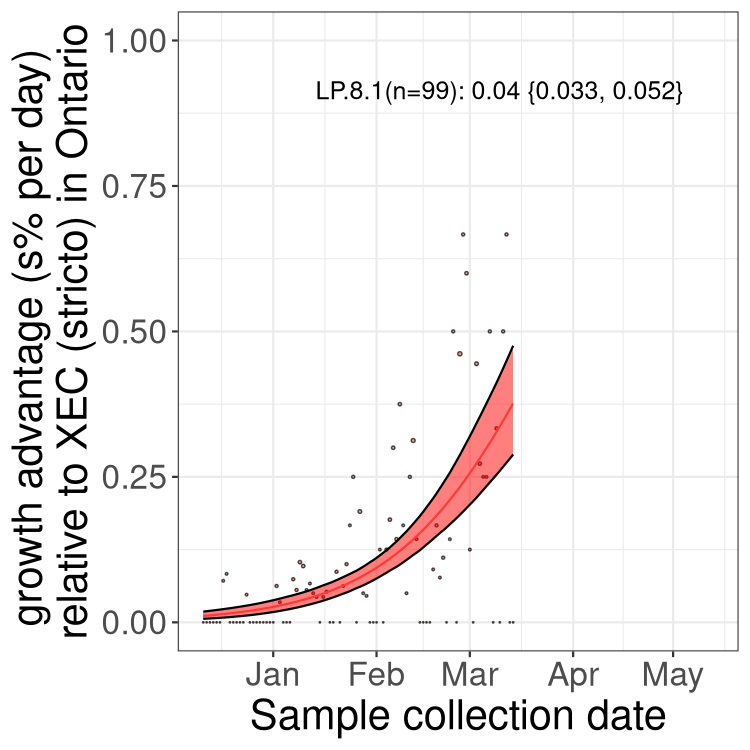 growth advantage (s% per day)
relative to XEC (stricto) in Ontario
1.00
0.75
0.50
0.25
0.00
LP.8.1(n=99): 0.04 {0.033, 0.052}
Jan Feb Mar Apr May
Sample collection date